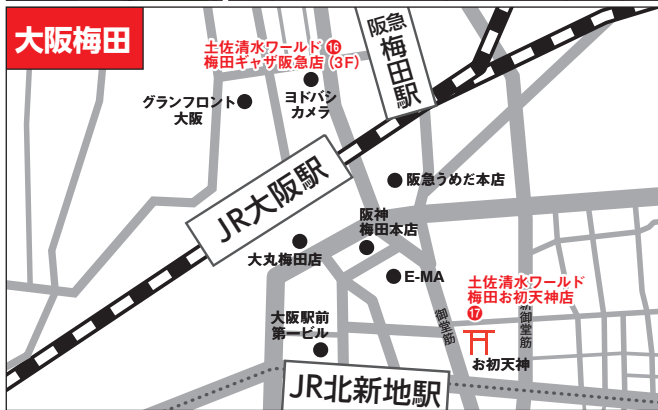 大阪梅田
土佐清水ワールド ⑯
梅田ギャザ阪急店 (3F)
阪急
梅田駅
グランフロント
大阪
ヨドバシ
カメラ
JR大阪駅
阪急うめだ本店
阪神
梅田本店
大丸梅田店
E-MA
土佐清水ワールド
梅田お初天神店
⑰
御堂筋
新御堂筋
大阪駅前
第一ビル
お初天神
JR北新地駅